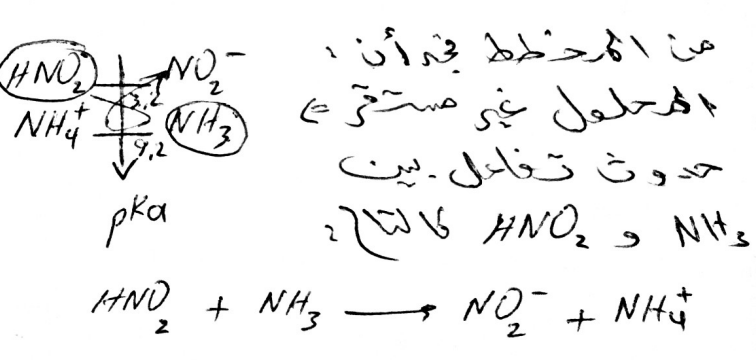 من المخطط نجد أن :
المحلول غير مستقر ⇐
حدوث تفاعل بين
NH₃ و HNO₂ كالتالي :
HNO₂ NO₂⁻
3,2
NH₄⁺ NH₃
9,2
pKa
HNO₂ + NH₃ ⟶ NO₂⁻ + NH₄⁺